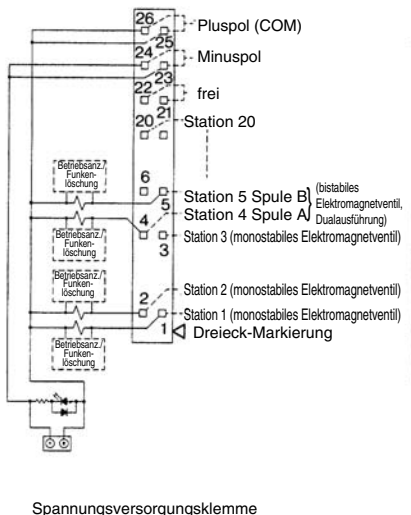 26
Pluspol (COM)
25
24
Minuspol
23
22
frei
21
20
Station 20
Betriebsanz./
Funken-
löschung
6
5
Station 5 Spule B
Station 4 Spule A
(bistabiles
Elektromagnetventil,
Dualausführung)
4
Betriebsanz./
Funken-
löschung
3
Station 3 (monostabiles Elektromagnetventil)
Betriebsanz./
Funken-
löschung
2
Station 2 (monostabiles Elektromagnetventil)
Station 1 (monostabiles Elektromagnetventil)
1
Dreieck-Markierung
Betriebsanz./
Funken-
löschung
Spannungsversorgungsklemme